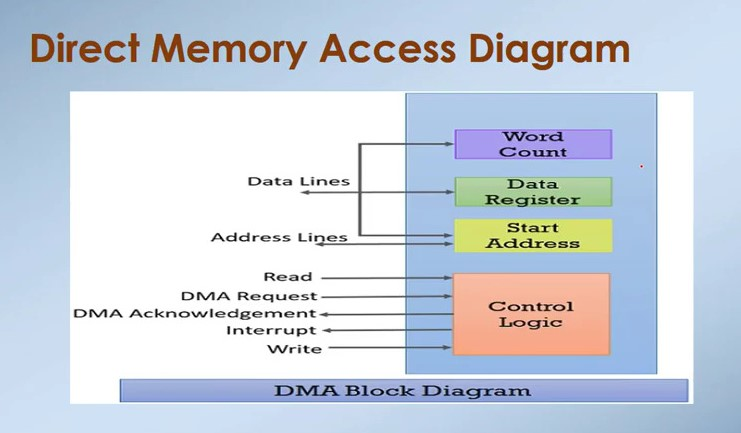 Direct Memory Access Diagram
Word
Count
Data Lines
Data
Register
Address Lines
Start
Address
Read
DMA Request
DMA Acknowledgement
Interrupt
Write
Control
Logic
DMA Block Diagram